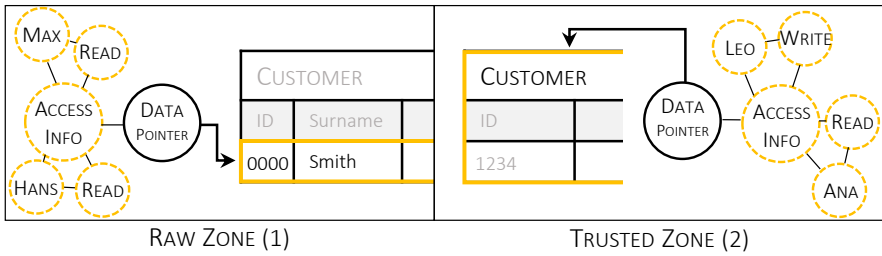 MAX
READ
ACCESS
INFO
DATA
POINTER
HANS
READ
CUSTOMER
ID Surname
0000 Smith
RAW ZONE (1)
CUSTOMER
ID
1234
DATA
POINTER
LEO
WRITE
ACCESS
INFO
READ
ANA
TRUSTED ZONE (2)